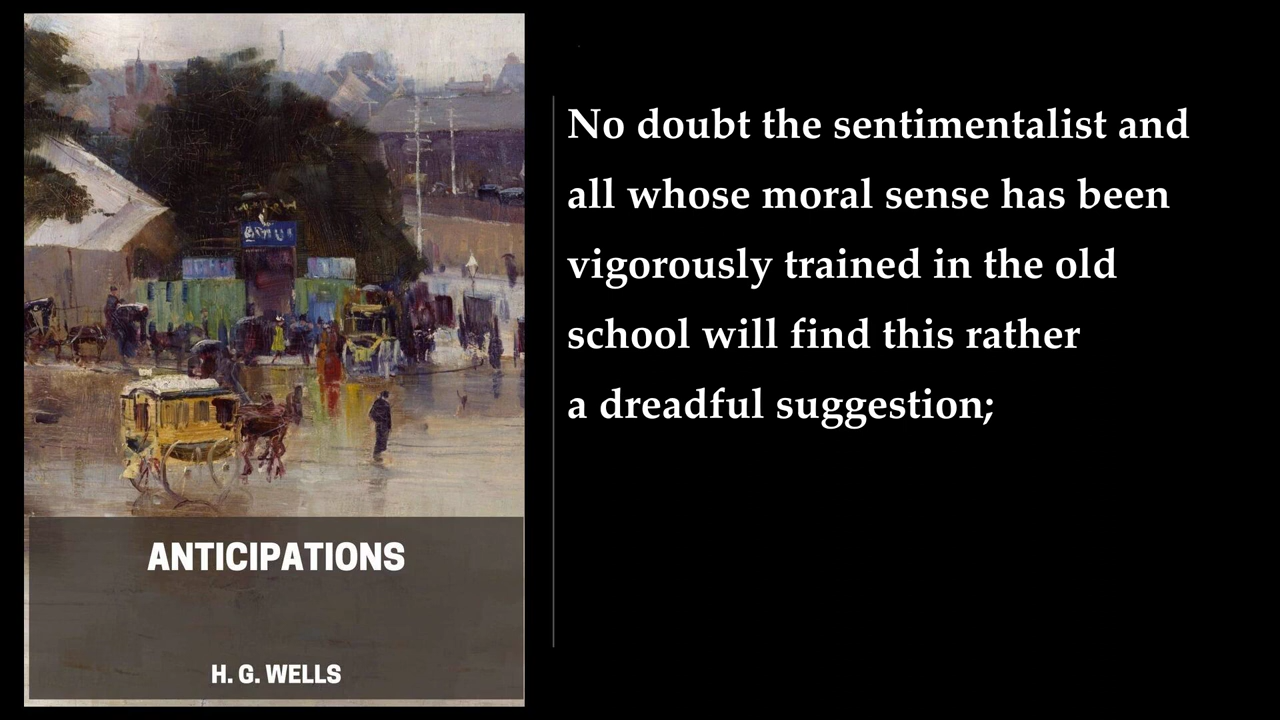 ANTICIPATIONS
H. G. WELLS
No doubt the sentimentalist and
all whose moral sense has been
vigorously trained in the old
school will find this rather
a dreadful suggestion;